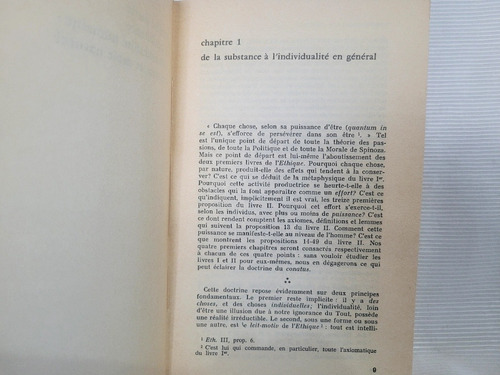 chapitre 1
de la substance à l'individualité en général
« Chaque chose, selon sa puissance d'être (quantum in
se est), s'efforce de persévérer dans son être ¹. » Tel
est l'unique point de départ de toute la théorie des pas-
sions, de toute la Politique et de toute la Morale de Spinoza.
Mais ce point de départ est lui-même l'aboutissement des
deux premiers livres de l'Ethique. Pourquoi chaque chose,
par nature, produit-elle des effets qui tendent à la conser-
ver? C'est ce qui se déduit de la métaphysique du livre Iᵉʳ.
Pourquoi cette activité productrice se heurte-t-elle à des
obstacles qui la font apparaître comme un effort? C'est ce
qu'indiquent, implicitement il est vrai, les treize premières
proposition du livre II. Pourquoi cet effort s'exerce-t-il,
selon les individus, avec plus ou moins de puissance? C'est
ce dont rendent compte les axiomes, définitions et lemmes
qui suivent la proposition 13 du livre II. Comment cette
puissance se manifeste-t-elle au niveau de l'homme? C'est ce
que montrent les propositions 14-49 du livre II. Nos
quatre premiers chapitres seront consacrés respectivement
à chacun de ces quatre points : sans vouloir étudier les
livres I et II pour eux-mêmes, nous en dégagerons ce qui
peut éclairer la doctrine du conatus.
Cette doctrine repose évidemment sur deux principes
fondamentaux. Le premier reste implicite : il y a des
choses, et des choses individuelles; l'individualité, loin
d'être une illusion due à notre ignorance du Tout, possède
une réalité irréductible. Le second, sous une forme ou sous
une autre, est le leit-motiv de l'Ethique ² : tout est intelli-
¹ Eth. III, prop. 6.
² C'est lui qui commande, en particulier, toute l'axiomatique
du livre Iᵉʳ.
9